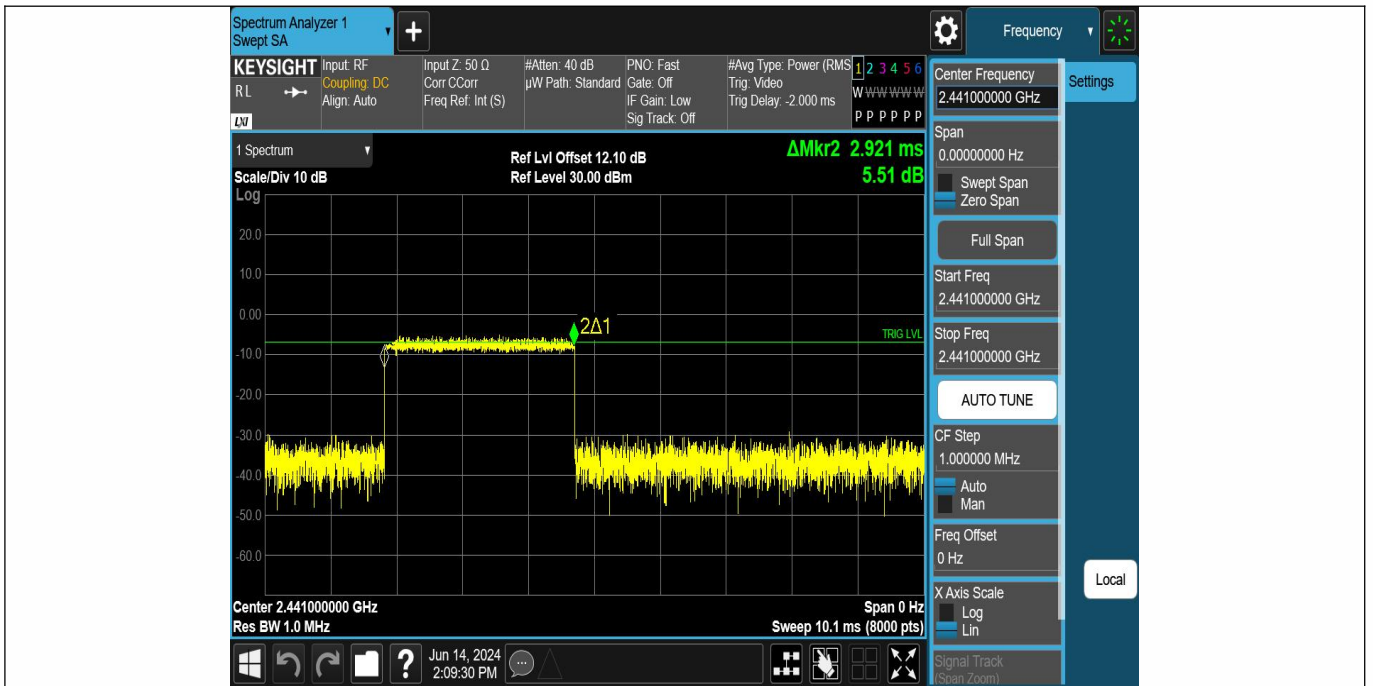 Spectrum Analyzer 1
Swept SA
+
Frequency
KEYSIGHT
RL
LXI
Input: RF
Coupling: DC
Align: Auto
Input Z: 50 Ω
Corr CCorr
Freq Ref: Int (S)
#Atten: 40 dB
µW Path: Standard
PNO: Fast
Gate: Off
IF Gain: Low
Sig Track: Off
#Avg Type: Power (RMS
Trig: Video
Trig Delay: -2.000 ms
1 2 3 4 5 6
W W W W W W
P P P P P P
1 Spectrum
Scale/Div 10 dB
Ref Lvl Offset 12.10 dB
Ref Level 30.00 dBm
ΔMkr2 2.921 ms
5.51 dB
Log
20.0
10.0
0.00
-10.0
-20.0
-30.0
-40.0
-50.0
-60.0
2Δ1
TRIG LVL
Center 2.441000000 GHz
Res BW 1.0 MHz
Span 0 Hz
Sweep 10.1 ms (8000 pts)
Center Frequency
2.441000000 GHz
Settings
Span
0.00000000 Hz
Swept Span
Zero Span
Full Span
Start Freq
2.441000000 GHz
Stop Freq
2.441000000 GHz
AUTO TUNE
CF Step
1.000000 MHz
Auto
Man
Freq Offset
0 Hz
X Axis Scale
Log
Lin
Local
Signal Track
(Span Zoom)
?
Jun 14, 2024
2:09:30 PM